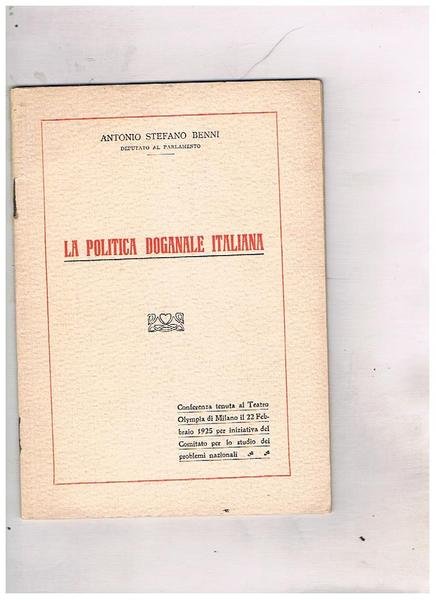 ANTONIO STEFANO BENNI
DEPUTATO AL PARLAMENTO
LA POLITICA DOGANALE ITALIANA
Conferenza tenuta al Teatro
Olympia di Milano il 22 Feb-
braio 1925 per iniziativa del
Comitato per lo studio dei
problemi nazionali